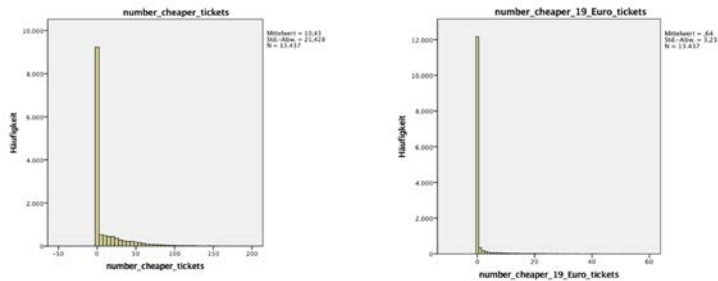 number_cheaper_tickets
Mittelwert = 10,43
Std.-Abw. = 21,428
N = 13.437
10.000
8.000
6.000
4.000
2.000
0
Häufigkeit
-50
0
50
100
150
200
number_cheaper_tickets
number_cheaper_19_Euro_tickets
Mittelwert = ,64
Std.-Abw. = 3,23
N = 13.437
12.000
10.000
8.000
6.000
4.000
2.000
0
Häufigkeit
0
20
40
60
number_cheaper_19_Euro_tickets